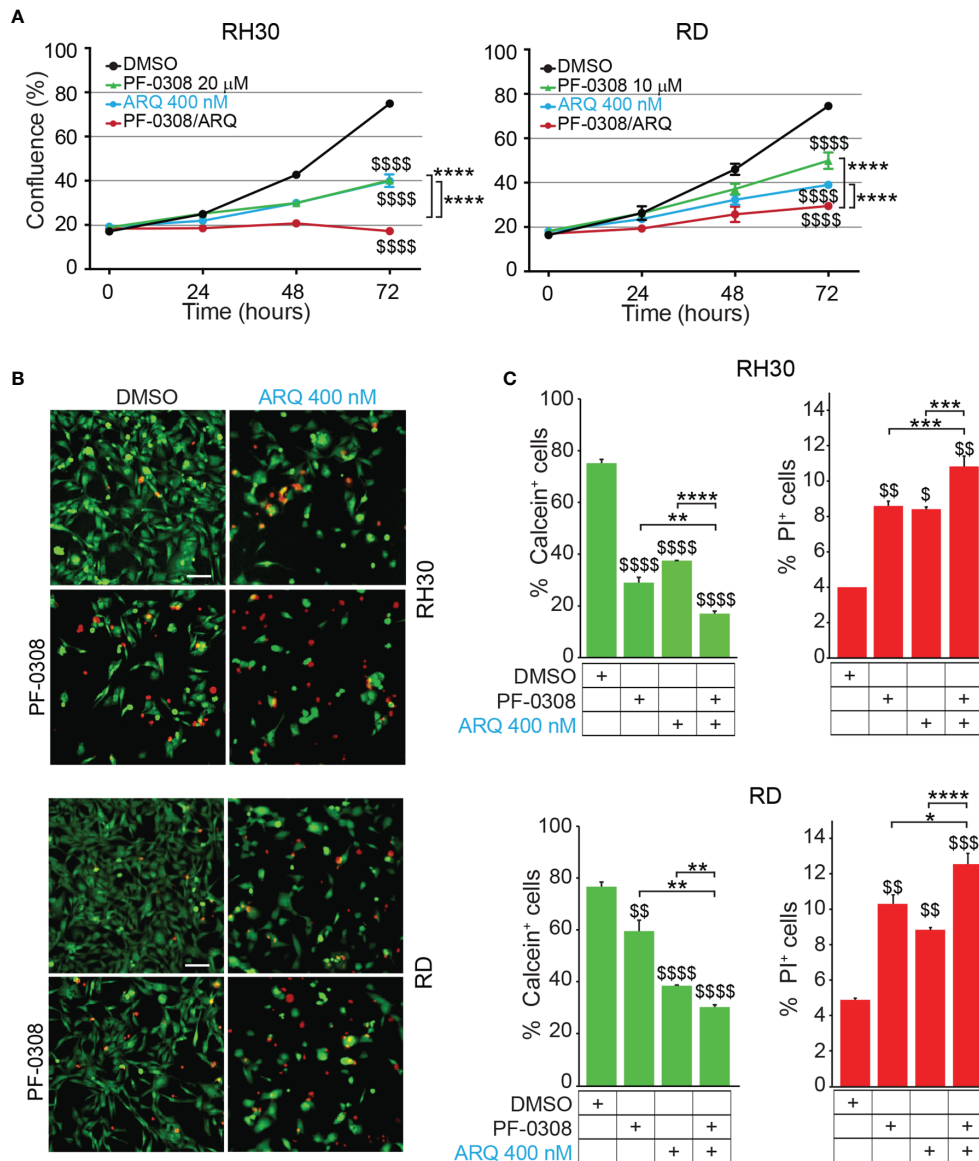 A
RH30
100
80
60
40
20
0
Confluence (%)
DMSO
PF-0308 20 µM
ARQ 400 nM
PF-0308/ARQ
$$$$
$$$$
$$$$
****
****
0 24 48 72
Time (hours)
RD
100
80
60
40
20
0
DMSO
PF-0308 10 µM
ARQ 400 nM
PF-0308/ARQ
$$$$
$$$$
$$$$
****
****
0 24 48 72
Time (hours)
B
DMSO ARQ 400 nM
PF-0308
RH30
PF-0308
RD
C
RH30
100
80
60
40
20
0
% Calcein+ cells
****
**
$$$$
$$$$
$$$$
DMSO +
PF-0308 + +
ARQ 400 nM + +
14
12
10
8
6
4
2
0
% PI+ cells
***
***
$$
$
$$
+
+ +
+ +
RD
100
80
60
40
20
0
% Calcein+ cells
**
**
$$
$$$$
$$$$
DMSO +
PF-0308 + +
ARQ 400 nM + +
14
12
10
8
6
4
2
0
% PI+ cells
****
*
$$
$$
$$$
+
+ +
+ +